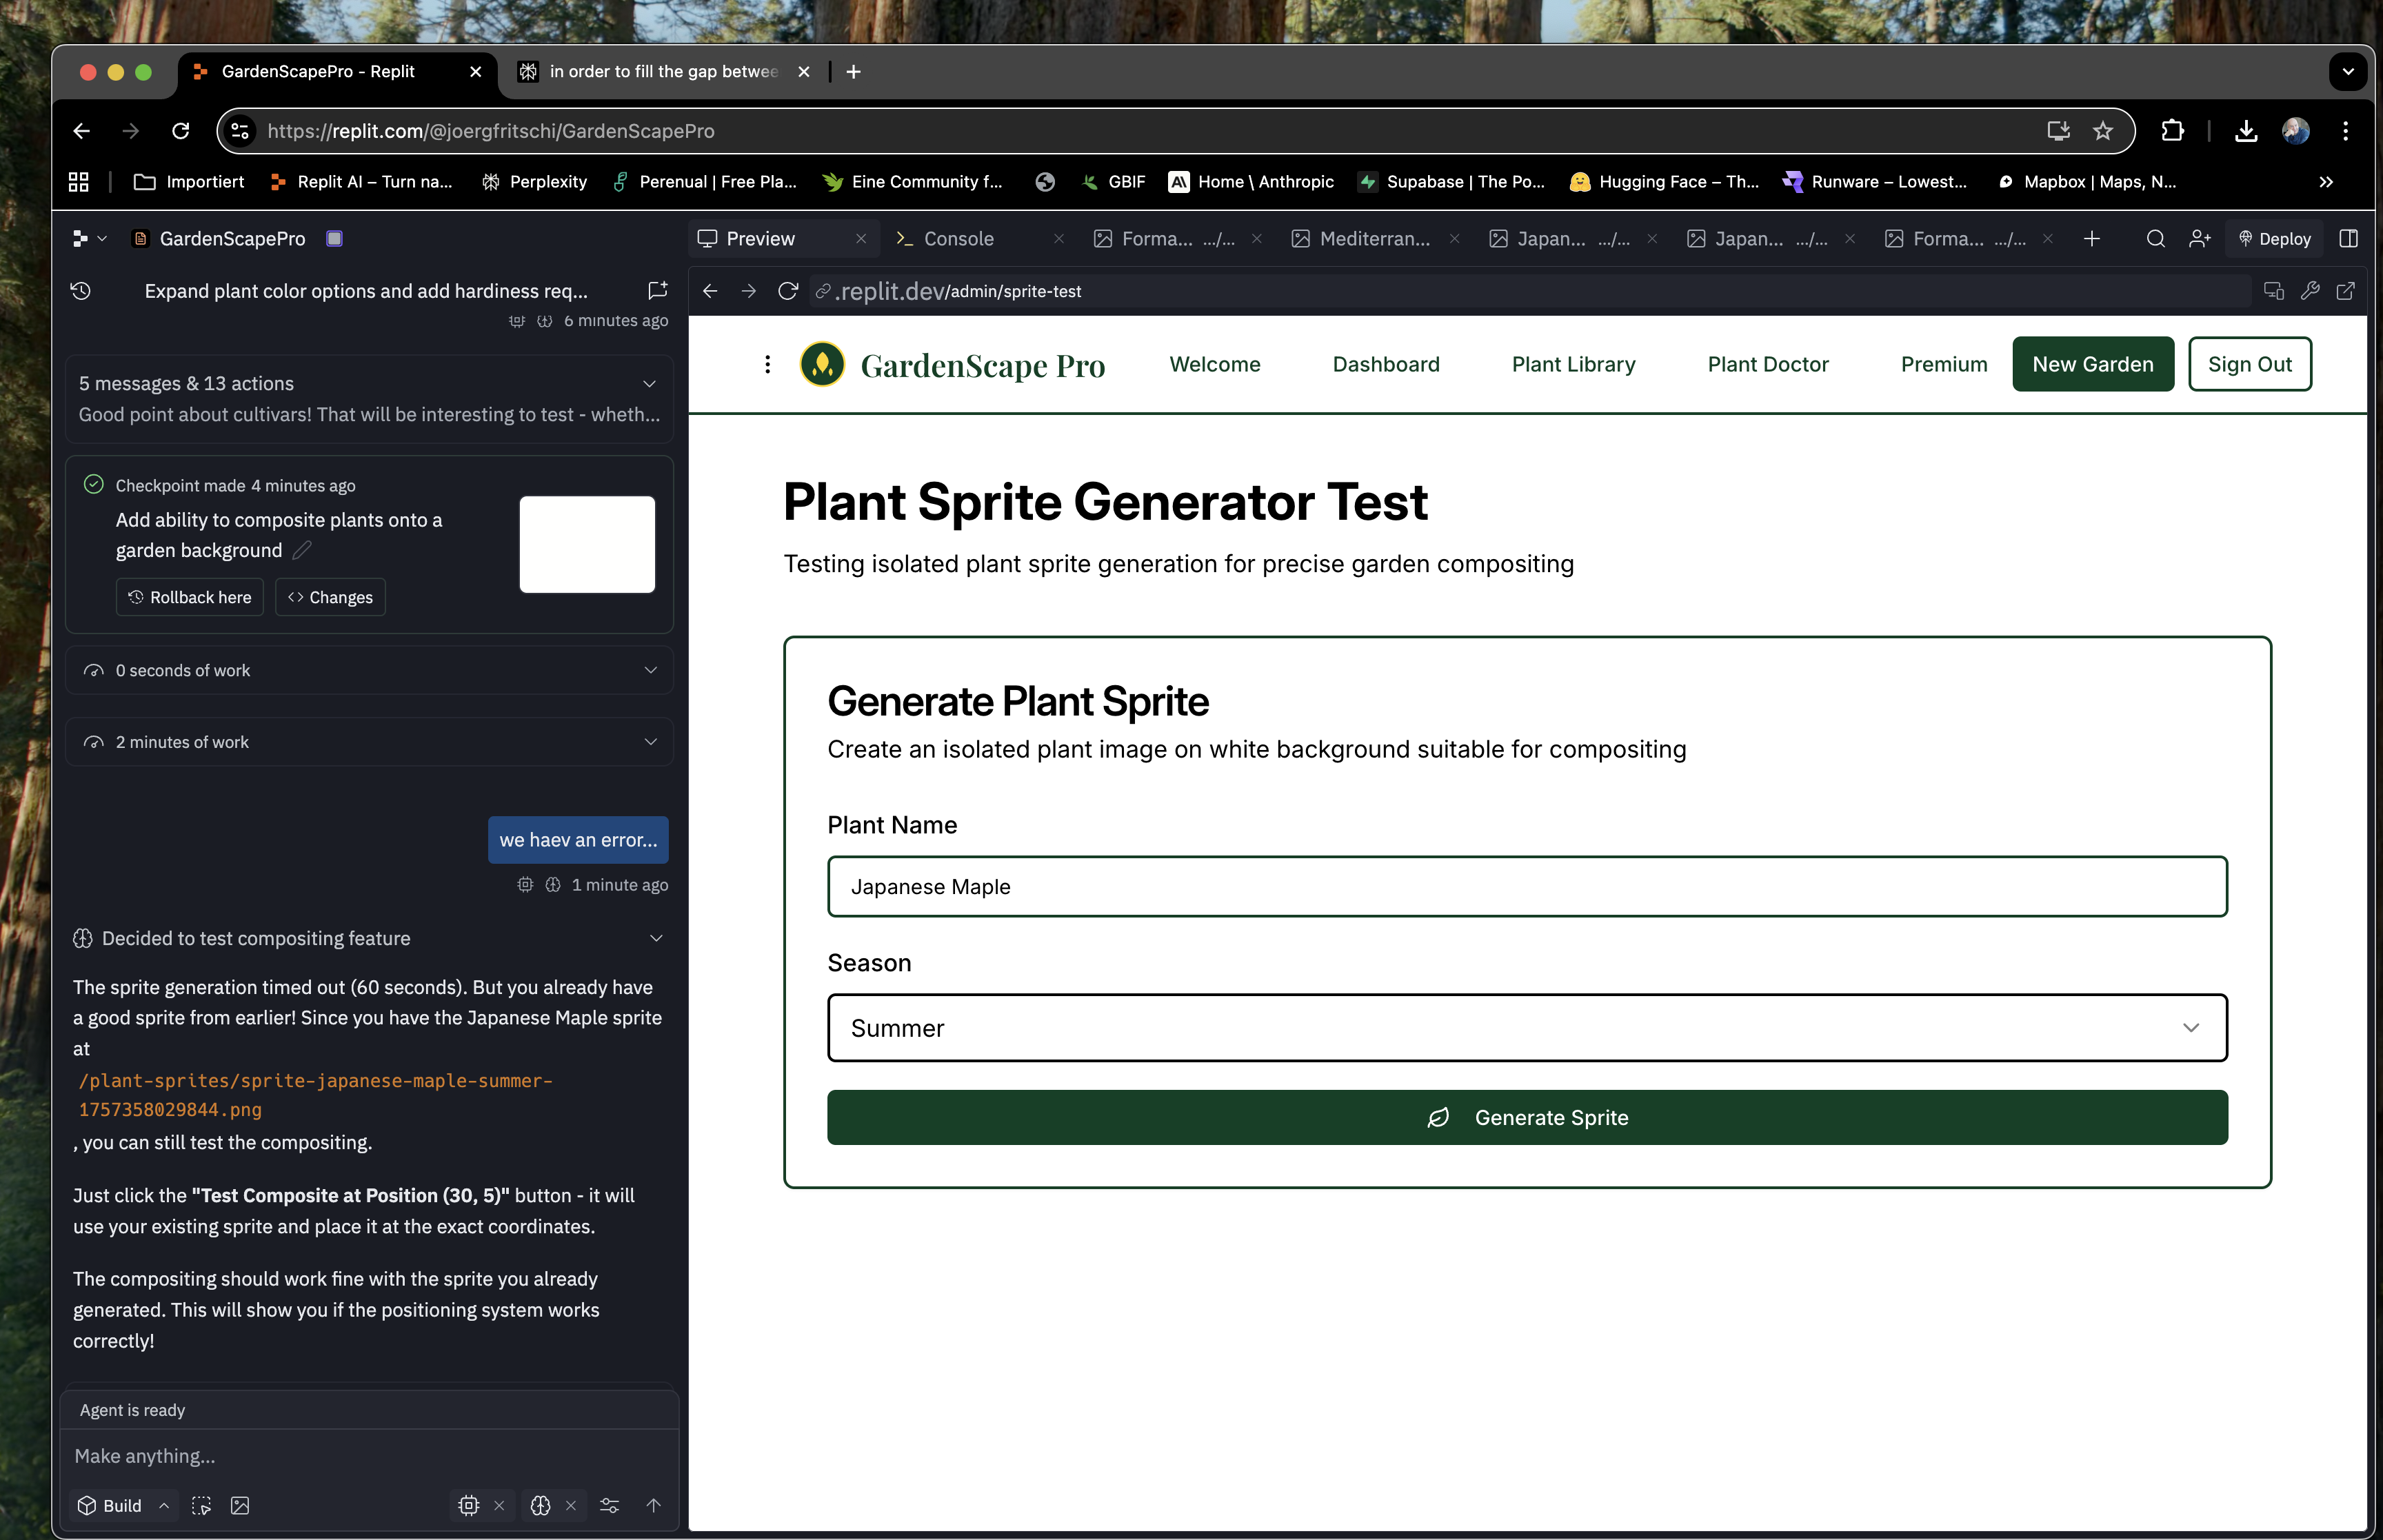 GardenScapePro - Replit
in order to fill the gap betwee
https://replit.com/@joergfritschi/GardenScapePro
Importiert
Replit AI – Turn na...
Perplexity
Perenual | Free Pla...
Eine Community f...
GBIF
Home \ Anthropic
Supabase | The Po...
Hugging Face – Th...
Runware – Lowest...
Mapbox | Maps, N...
GardenScapePro
Preview
Console
Forma... .../...
Mediterran...
Japan... .../...
Japan... .../...
Forma... .../...
Deploy
Expand plant color options and add hardiness req...
6 minutes ago
.replit.dev/admin/sprite-test
5 messages & 13 actions
Good point about cultivars! That will be interesting to test - wheth...
Checkpoint made 4 minutes ago
Add ability to composite plants onto a
garden background
Rollback here
Changes
0 seconds of work
2 minutes of work
we haev an error...
1 minute ago
Decided to test compositing feature
The sprite generation timed out (60 seconds). But you already have
a good sprite from earlier! Since you have the Japanese Maple sprite
at
/plant-sprites/sprite-japanese-maple-summer-
1757358029844.png
, you can still test the compositing.
Just click the "Test Composite at Position (30, 5)" button - it will
use your existing sprite and place it at the exact coordinates.
The compositing should work fine with the sprite you already
generated. This will show you if the positioning system works
correctly!
Agent is ready
Make anything...
Build
GardenScape Pro
Welcome
Dashboard
Plant Library
Plant Doctor
Premium
New Garden
Sign Out
Plant Sprite Generator Test
Testing isolated plant sprite generation for precise garden compositing
Generate Plant Sprite
Create an isolated plant image on white background suitable for compositing
Plant Name
Japanese Maple
Season
Summer
Generate Sprite